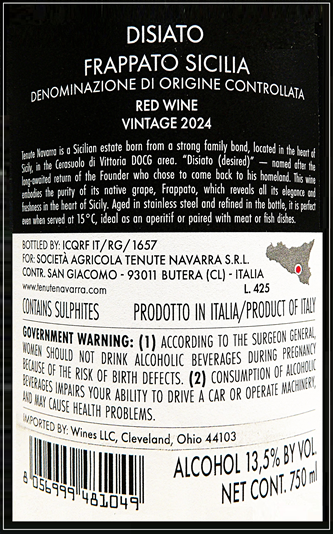 DISIATO
FRAPPATO SICILIA
DENOMINAZIONE DI ORIGINE CONTROLLATA
RED WINE
VINTAGE 2024
Tenute Navarra is a Sicilian estate born from a strong family bond, located in the heart of
Sicily, in the Cerasuolo di Vittoria DOCG area. "Disiato (desired)" — named after the
long-awaited return of the Founder who chose to come back to his homeland. This wine
embodies the purity of its native grape, Frappato, which reveals all its elegance and
freshness in the heart of Sicily. Aged in stainless steel and refined in the bottle, it is perfect
even when served at 15°C, ideal as an aperitif or paired with meat or fish dishes.
BOTTLED BY: ICQRF IT/RG/1657
FOR: SOCIETÀ AGRICOLA TENUTE NAVARRA S.R.L.
CONTR. SAN GIACOMO - 93011 BUTERA (CL) - ITALIA
www.tenutenavarra.com L. 425
CONTAINS SULPHITES PRODOTTO IN ITALIA/PRODUCT OF ITALY
GOVERNMENT WARNING: (1) ACCORDING TO THE SURGEON GENERAL,
WOMEN SHOULD NOT DRINK ALCOHOLIC BEVERAGES DURING PREGNANCY
BECAUSE OF THE RISK OF BIRTH DEFECTS. (2) CONSUMPTION OF ALCOHOLIC
BEVERAGES IMPAIRS YOUR ABILITY TO DRIVE A CAR OR OPERATE MACHINERY,
AND MAY CAUSE HEALTH PROBLEMS.
IMPORTED BY: Wines LLC, Cleveland, Ohio 44103
ALCOHOL 13,5% BY VOL.
NET CONT. 750 ml
8 056999 481049